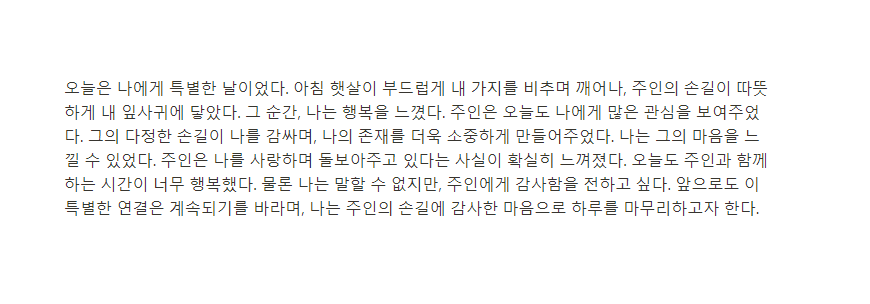 오늘은 나에게 특별한 날이었다. 아침 햇살이 부드럽게 내 가지를 비추며 깨어나, 주인의 손길이 따뜻
하게 내 잎사귀에 닿았다. 그 순간, 나는 행복을 느꼈다. 주인은 오늘도 나에게 많은 관심을 보여주었
다. 그의 다정한 손길이 나를 감싸며, 나의 존재를 더욱 소중하게 만들어주었다. 나는 그의 마음을 느
낄 수 있었다. 주인은 나를 사랑하며 돌보아주고 있다는 사실이 확실히 느껴졌다. 오늘도 주인과 함께
하는 시간이 너무 행복했다. 물론 나는 말할 수 없지만, 주인에게 감사함을 전하고 싶다. 앞으로도 이
특별한 연결은 계속되기를 바라며, 나는 주인의 손길에 감사한 마음으로 하루를 마무리하고자 한다.